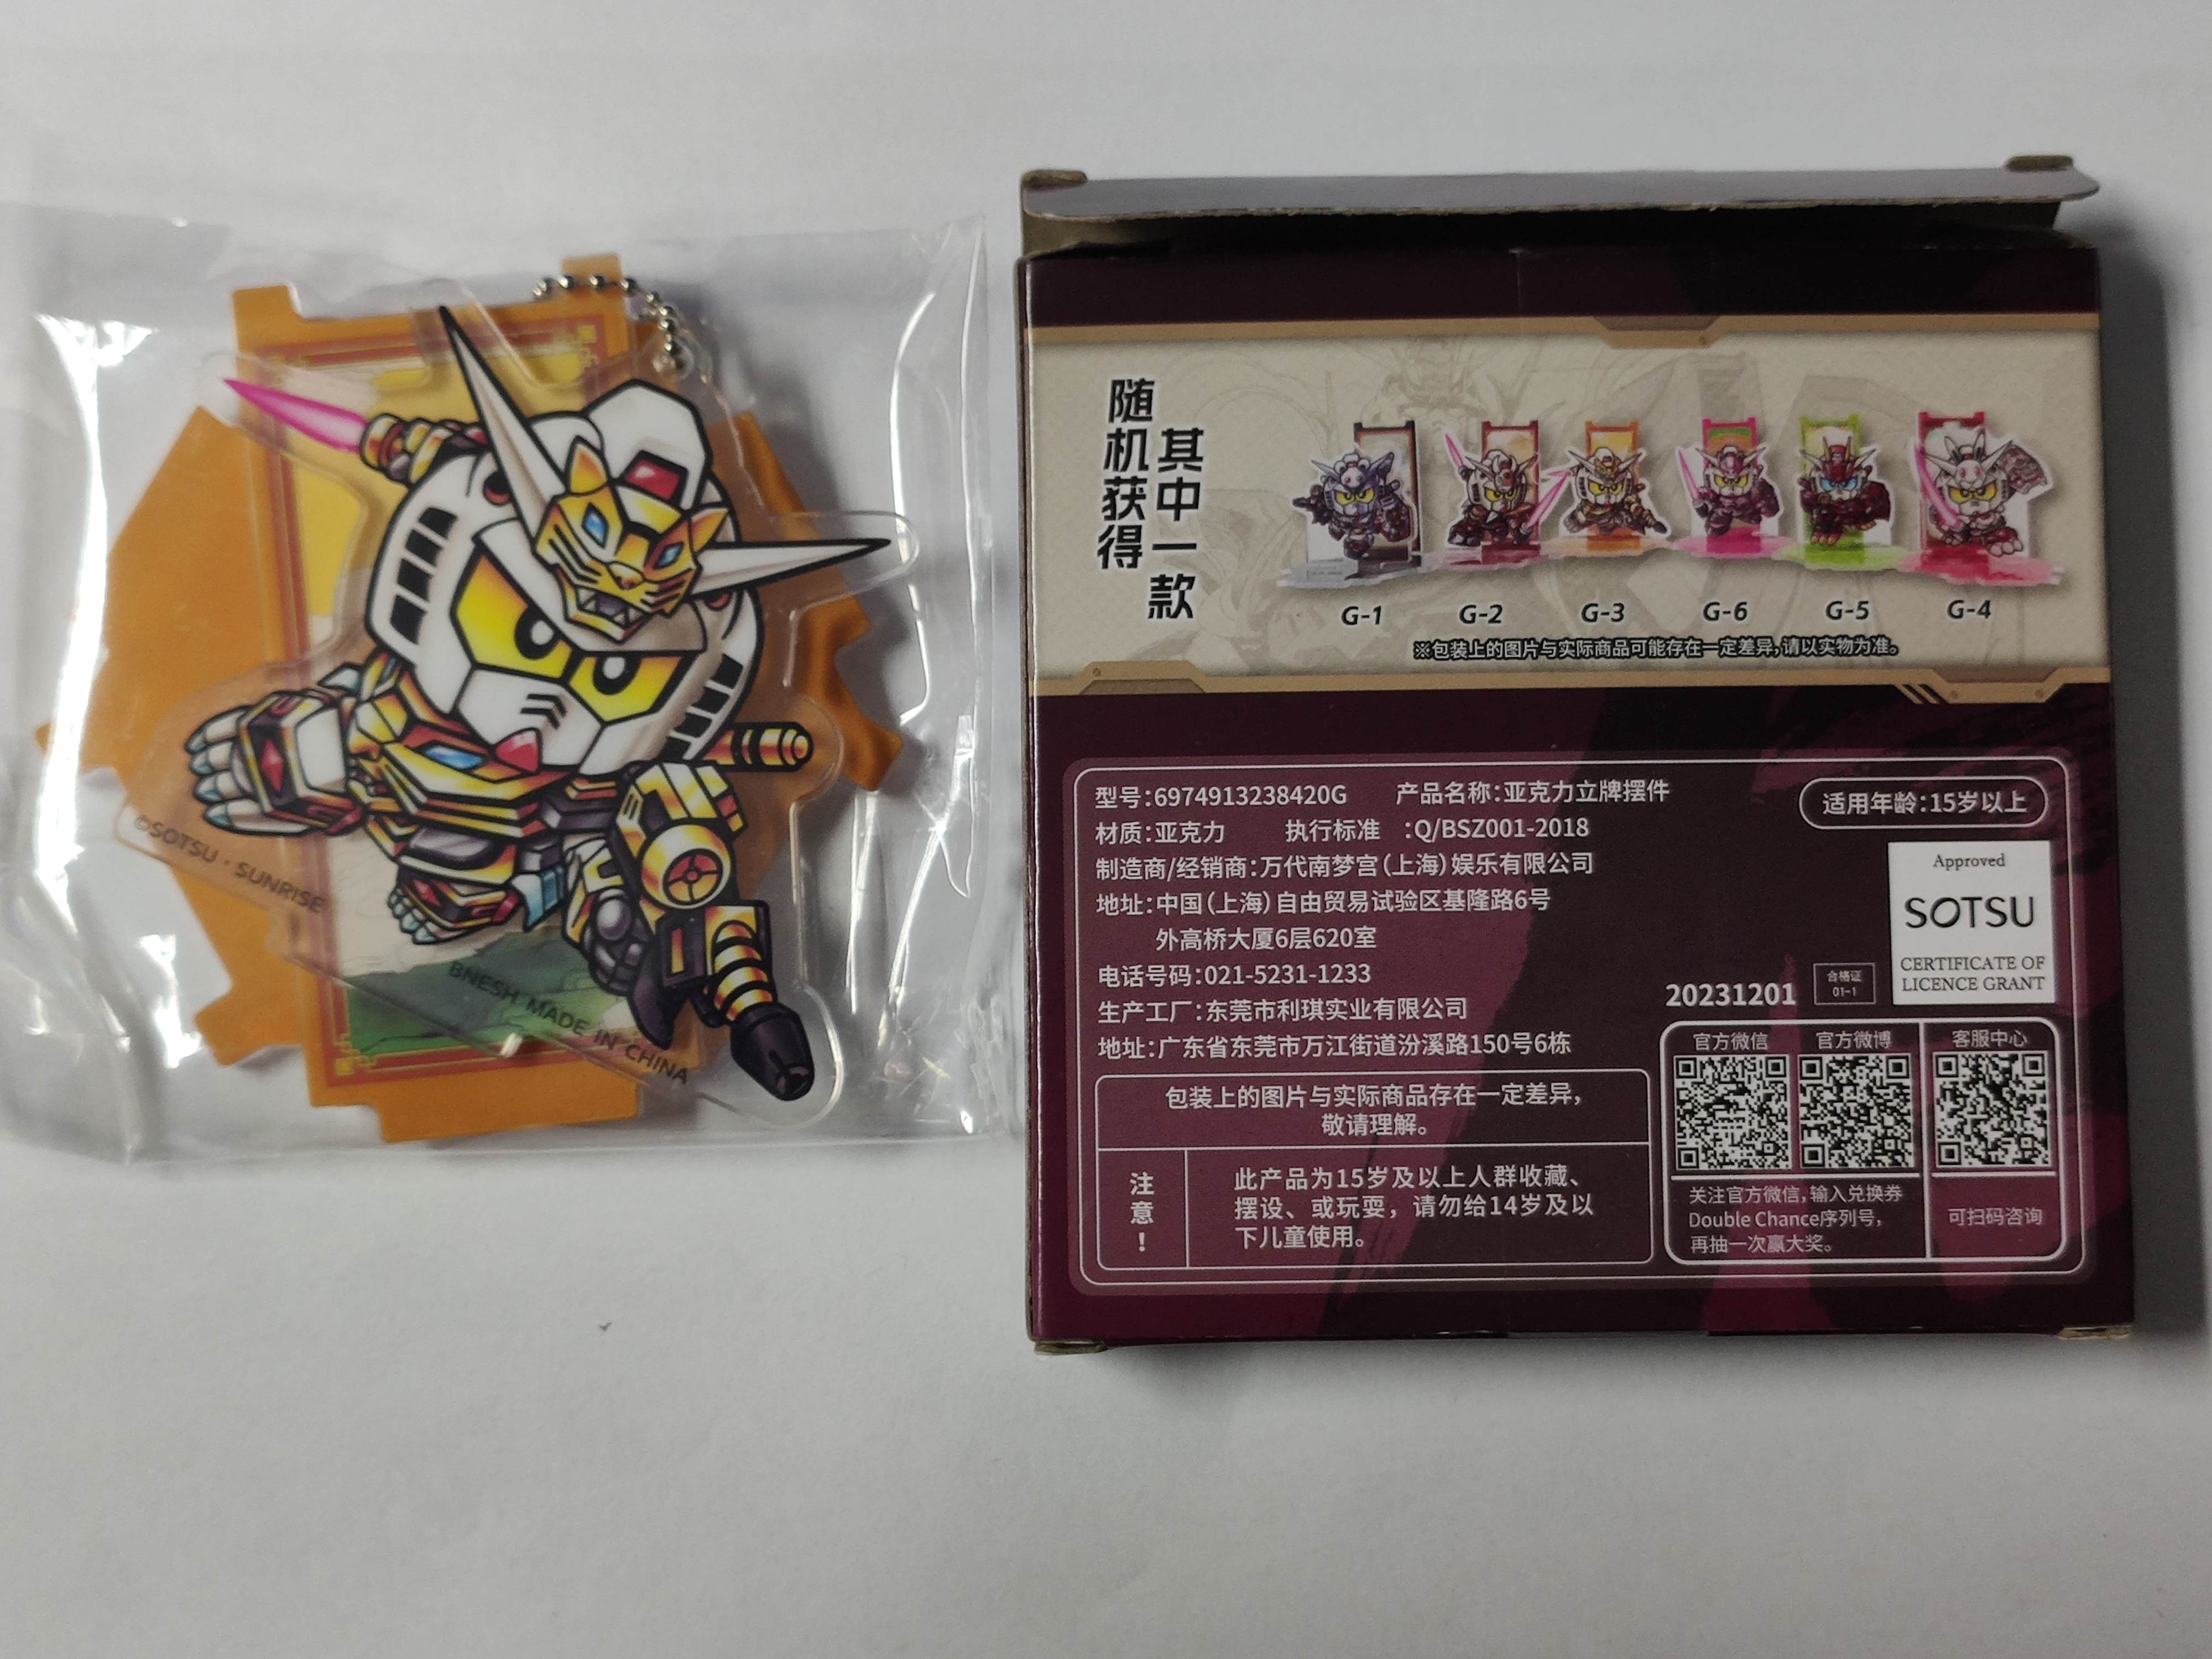 ©SOTSU・SUNRISE
BNESH MADE IN CHINA
随机获得
其中一款
G-1 G-2 G-3 G-6 G-5 G-4
※包装上的图片与实际商品可能存在一定差异,请以实物为准。
型号:6974913238420G 产品名称:亚克力立牌摆件
适用年龄:15岁以上
材质:亚克力 执行标准 :Q/BSZ001-2018
制造商/经销商:万代南梦宫(上海)娱乐有限公司
地址:中国(上海)自由贸易试验区基隆路6号
外高桥大厦6层620室
电话号码:021-5231-1233
生产工厂:东莞市利琪实业有限公司
地址:广东省东莞市万江街道汾溪路150号6栋
Approved
SOTSU
CERTIFICATE OF
LICENCE GRANT
20231201
合格证
01-1
包装上的图片与实际商品存在一定差异,
敬请理解。
注意!
此产品为15岁及以上人群收藏、
摆设、或玩耍，请勿给14岁及以
下儿童使用。
官方微信 官方微博 客服中心
关注官方微信,输入兑换券
Double Chance序列号,
再抽一次赢大奖。
可扫码咨询